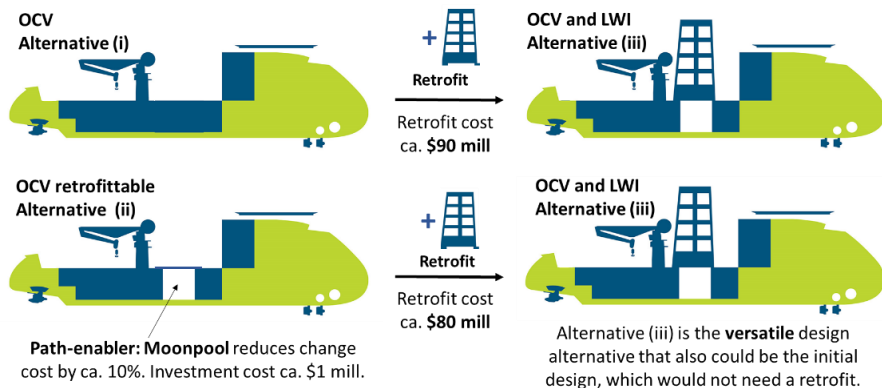 OCV
Alternative (i)
+
Retrofit
Retrofit cost
ca. $90 mill
OCV and LWI
Alternative (iii)
OCV retrofittable
Alternative (ii)
+
Retrofit
Retrofit cost
ca. $80 mill
OCV and LWI
Alternative (iii)
Path-enabler: Moonpool reduces change
cost by ca. 10%. Investment cost ca. $1 mill.
Alternative (iii) is the versatile design
alternative that also could be the initial
design, which would not need a retrofit.